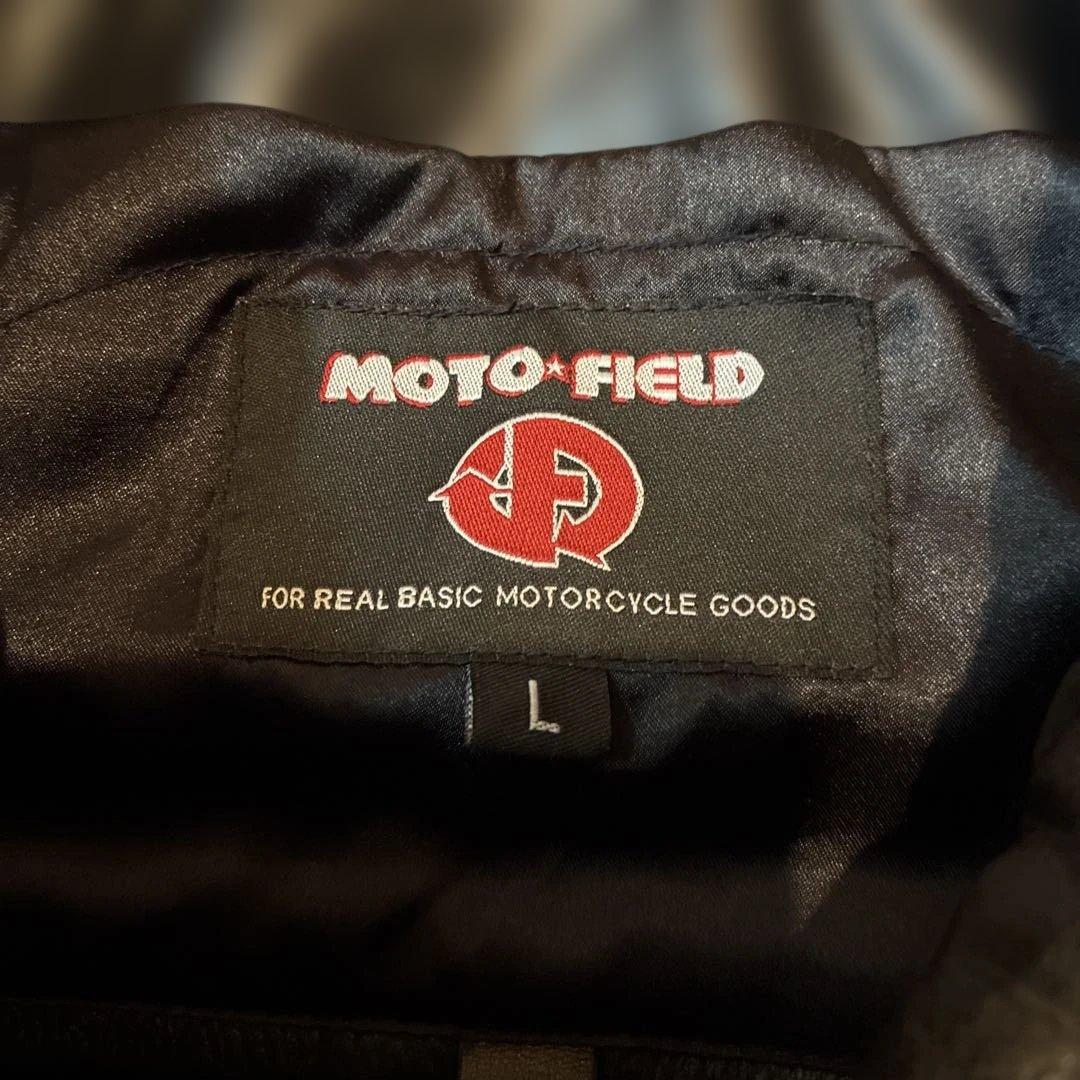 MOTO★FIELD
FOR REAL BASIC MOTORCYCLE GOODS
L